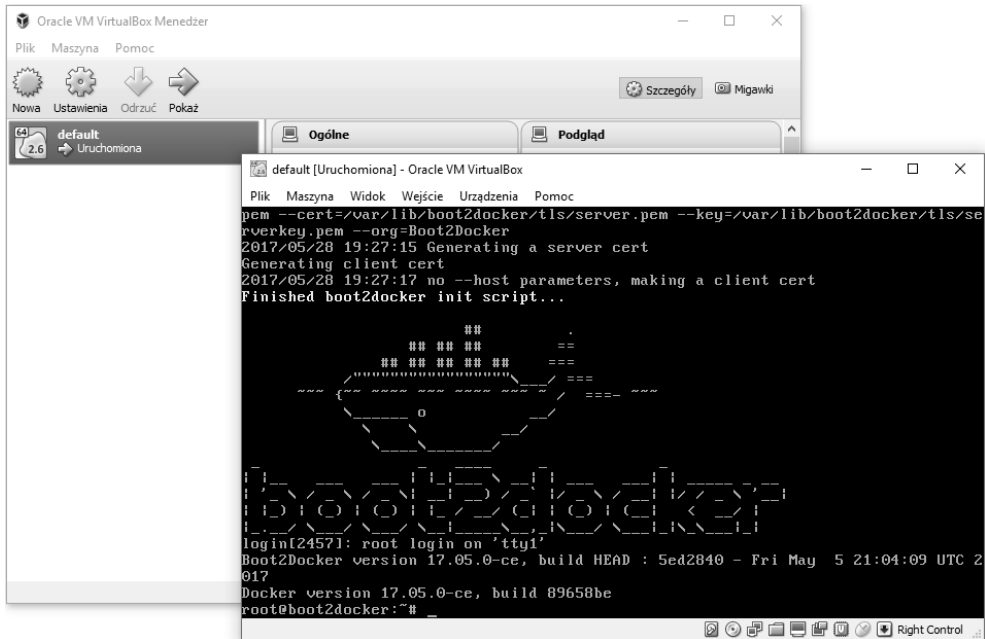 Oracle VM VirtualBox Menedżer
Plik Maszyna Pomoc
Nowa Ustawienia Odrzuć Pokaż
Szczegóły Migawki
64
2.6
default
Uruchomiona
Ogólne
Podgląd
default [Uruchomiona] - Oracle VM VirtualBox
Plik Maszyna Widok Wejście Urządzenia Pomoc
pem --cert=/var/lib/boot2docker/tls/server.pem --key=/var/lib/boot2docker/tls/se
rverkey.pem --org=Boot2Docker
2017/05/28 19:27:15 Generating a server cert
Generating client cert
2017/05/28 19:27:17 no --host parameters, making a client cert
Finished boot2docker init script...
boot2docker
login[2457]: root login on 'tty1'
Boot2Docker version 17.05.0-ce, build HEAD : 5ed2840 - Fri May  5 21:04:09 UTC 2
017
Docker version 17.05.0-ce, build 89658be
root@boot2docker:~# _
Right Control